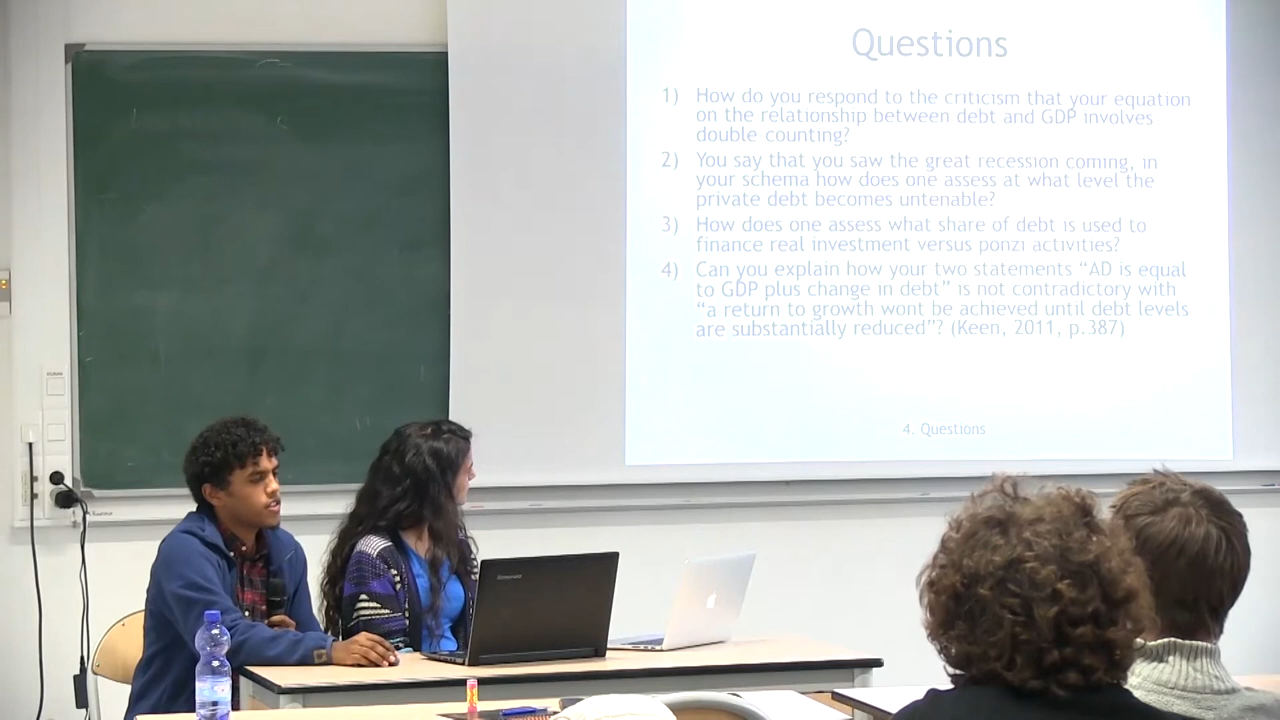 Questions
1) How do you respond to the criticism that your equation
on the relationship between debt and GDP involves
double counting?
2) You say that you saw the great recession coming, in
your schema how does one assess at what level the
private debt becomes untenable?
3) How does one assess what share of debt is used to
finance real investment versus ponzi activities?
4) Can you explain how your two statements “AD is equal
to GDP plus change in debt” is not contradictory with
“a return to growth wont be achieved until debt levels
are substantially reduced”? (Keen, 2011, p.387)
4. Questions
lenovo